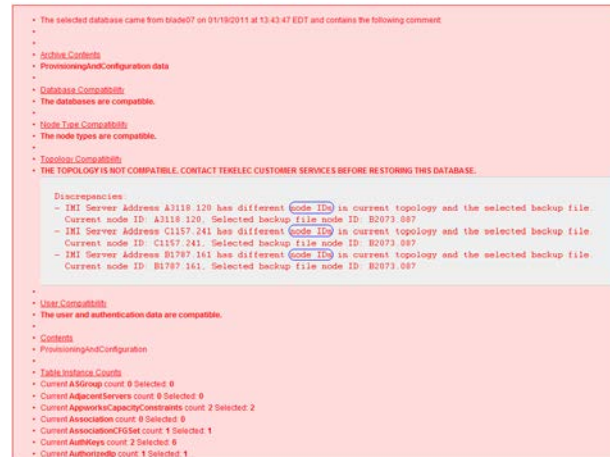 The selected database came from blade07 on 01/19/2011 at 13:43:47 EDT and contains the following comment:
Archive Contents
ProvisioningAndConfiguration data
Database Compatibility
The databases are compatible.
Node Type Compatibility
The node types are compatible.
Topology Compatibility
THE TOPOLOGY IS NOT COMPATIBLE. CONTACT TEKELEC CUSTOMER SERVICES BEFORE RESTORING THIS DATABASE.
Discrepancies:
- IMI Server Address A3118.120 has different node IDs in current topology and the selected backup file.
Current node ID: A3118.120, Selected backup file node ID: B2073.087
- IMI Server Address C1157.241 has different node IDs in current topology and the selected backup file.
Current node ID: C1157.241, Selected backup file node ID: B2073.087
- IMI Server Address B1787.161 has different node IDs in current topology and the selected backup file.
Current node ID: B1787.161, Selected backup file node ID: B2073.087
User Compatibility
The user and authentication data are compatible.
Contents
ProvisioningAndConfiguration
Table Instance Counts
Current ASGroup count: 0 Selected: 0
Current AdjacentServers count: 0 Selected: 0
Current AppworksCapacityConstraints count: 2 Selected: 2
Current Association count: 0 Selected: 0
Current AssociationCFGSet count: 1 Selected: 1
Current AuthKeys count: 2 Selected: 6
Current AuthorizedIp count: 1 Selected: 1